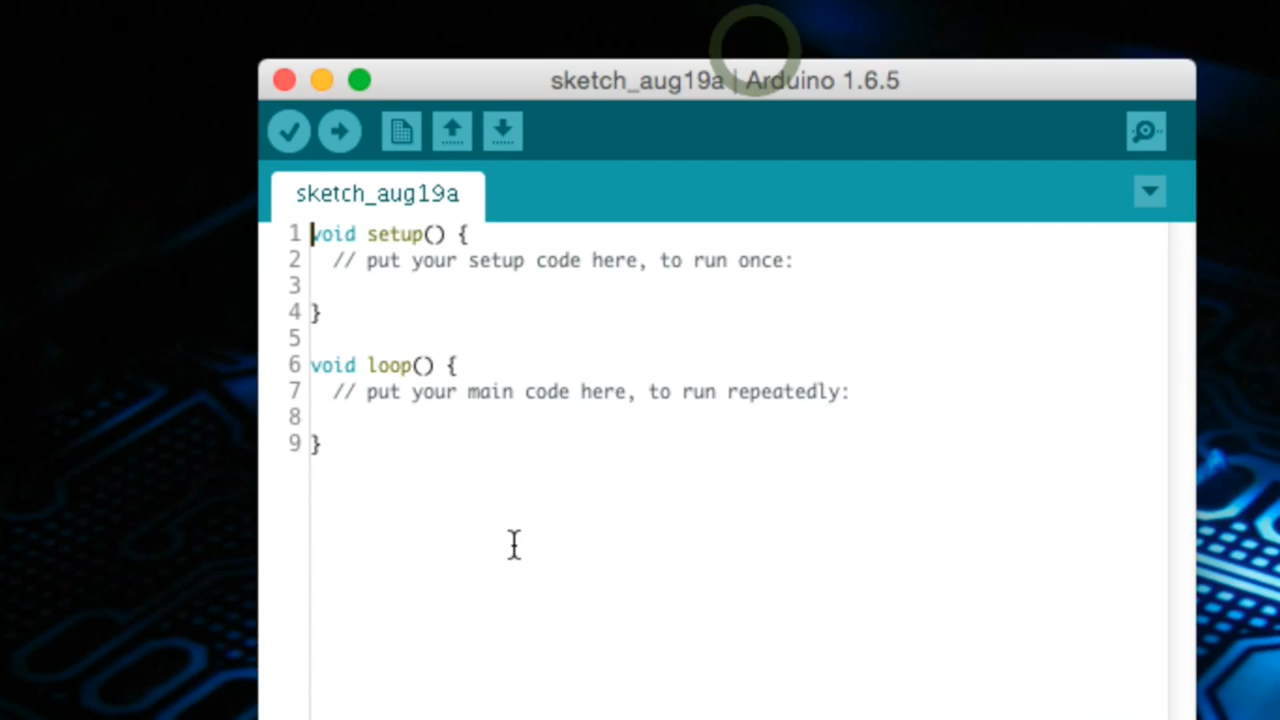 sketch_aug19a | Arduino 1.6.5
sketch_aug19a
1 void setup() {
2   // put your setup code here, to run once:
3
4 }
5
6 void loop() {
7   // put your main code here, to run repeatedly:
8
9 }